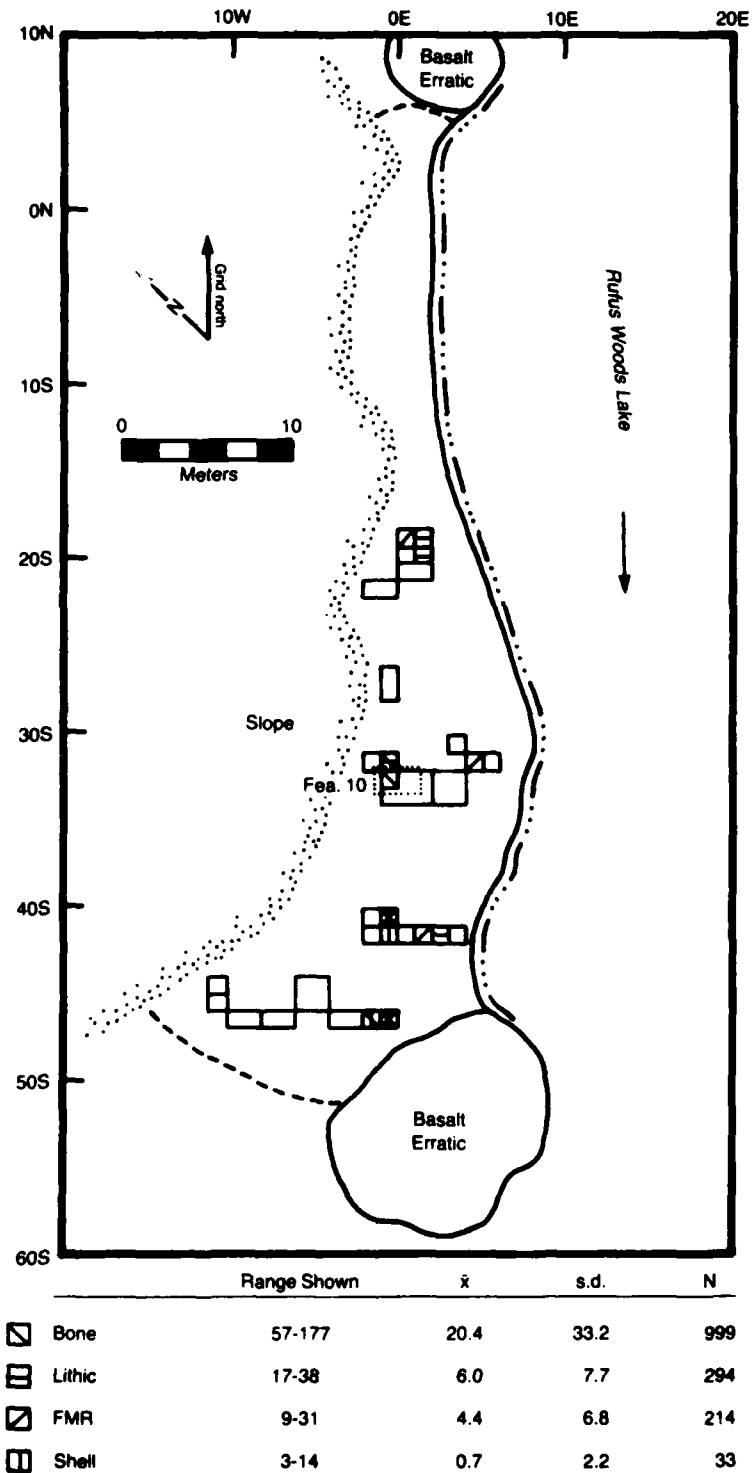 10W 0E 10E 20E
10N
Basalt
Erratic
0N
N
Grid north
Rufus Woods Lake
10S
0 10
Meters
20S
30S
Slope
Fea. 10
40S
50S
Basalt
Erratic
60S
Range Shown x̄ s.d. N
Bone 57-177 20.4 33.2 999
Lithic 17-38 6.0 7.7 294
FMR 9-31 4.4 6.8 214
Shell 3-14 0.7 2.2 33